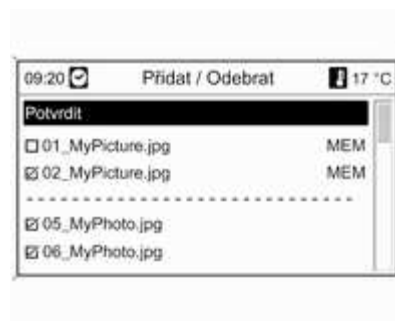 09:20 Přidat / Odebrat 17 °C
Potvrdit
01_MyPicture.jpg MEM
02_MyPicture.jpg MEM
05_MyPhoto.jpg
06_MyPhoto.jpg